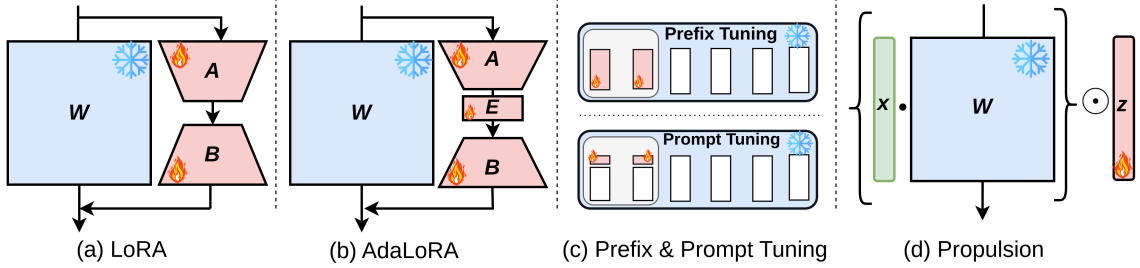 W
A
B
(a) LoRA
W
A
E
B
(b) AdaLoRA
Prefix Tuning
Prompt Tuning
(c) Prefix & Prompt Tuning
x
W
z
(d) Propulsion